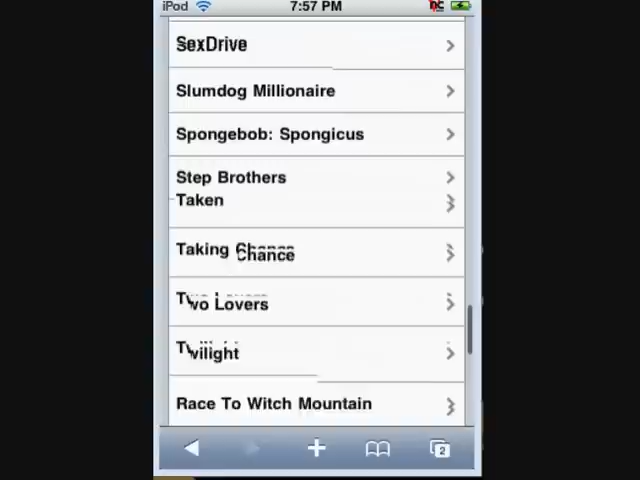 iPod 7:57 PM
SexDrive
Slumdog Millionaire
Spongebob: Spongicus
Step Brothers
Taken
Taking Chance
Two Lovers
Twilight
Race To Witch Mountain
2